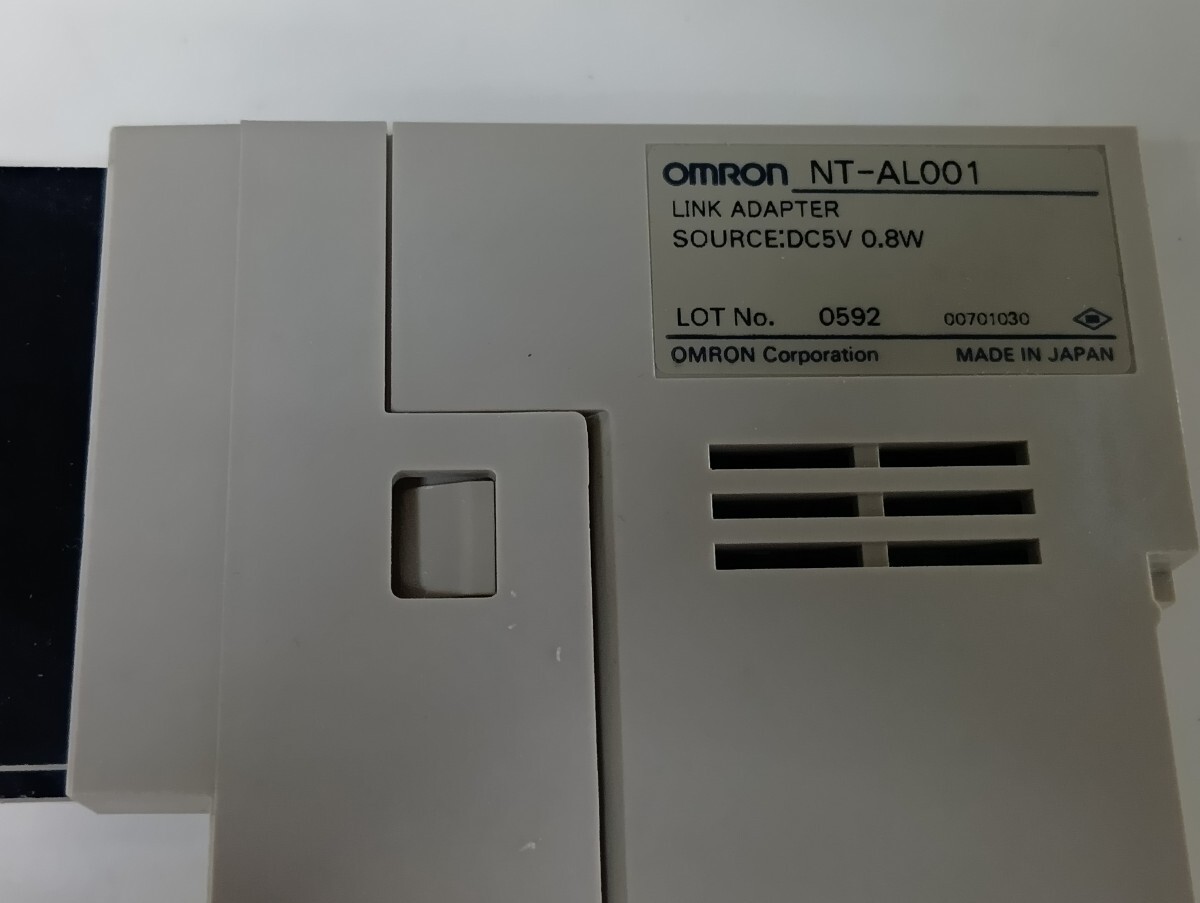 OMRON NT-AL001
LINK ADAPTER
SOURCE:DC5V 0.8W
LOT No. 0592 00701030
OMRON Corporation MADE IN JAPAN